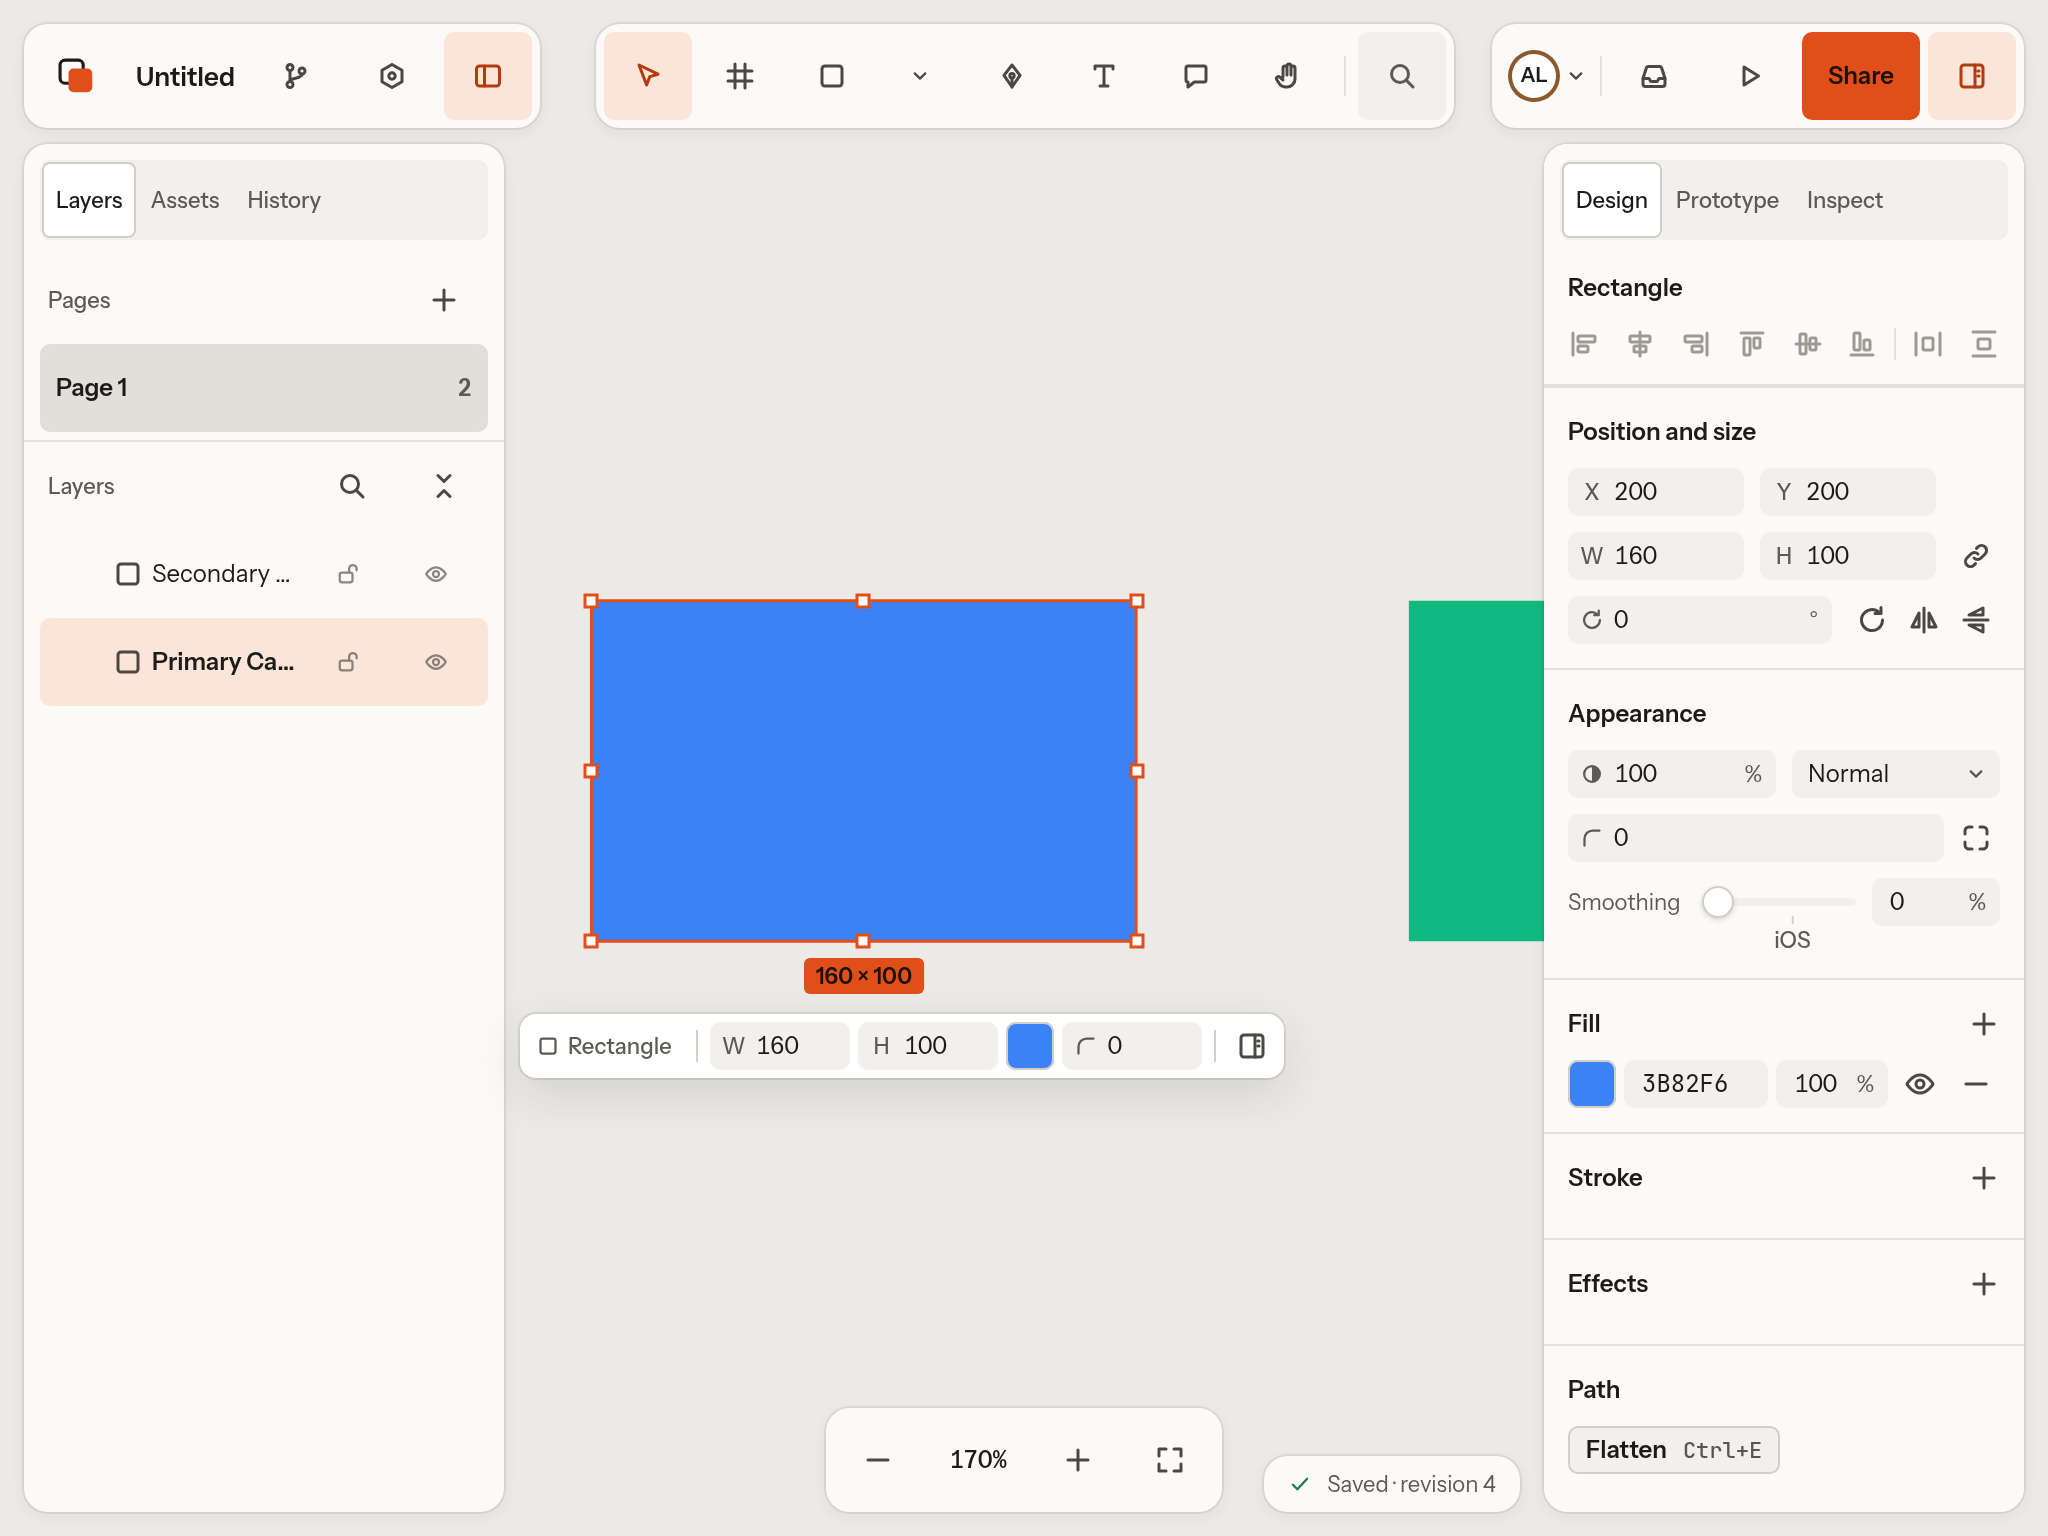 Untitled
AL
Share
Layers Assets History
Pages
Page 1 2
Layers
Secondary ...
Primary Ca...
160 × 100
Rectangle W 160 H 100 0
170%
Saved · revision 4
Design Prototype Inspect
Rectangle
Position and size
X 200 Y 200
W 160 H 100
0 °
Appearance
100 % Normal
0
Smoothing 0 %
iOS
Fill
3B82F6 100 %
Stroke
Effects
Path
Flatten Ctrl+E